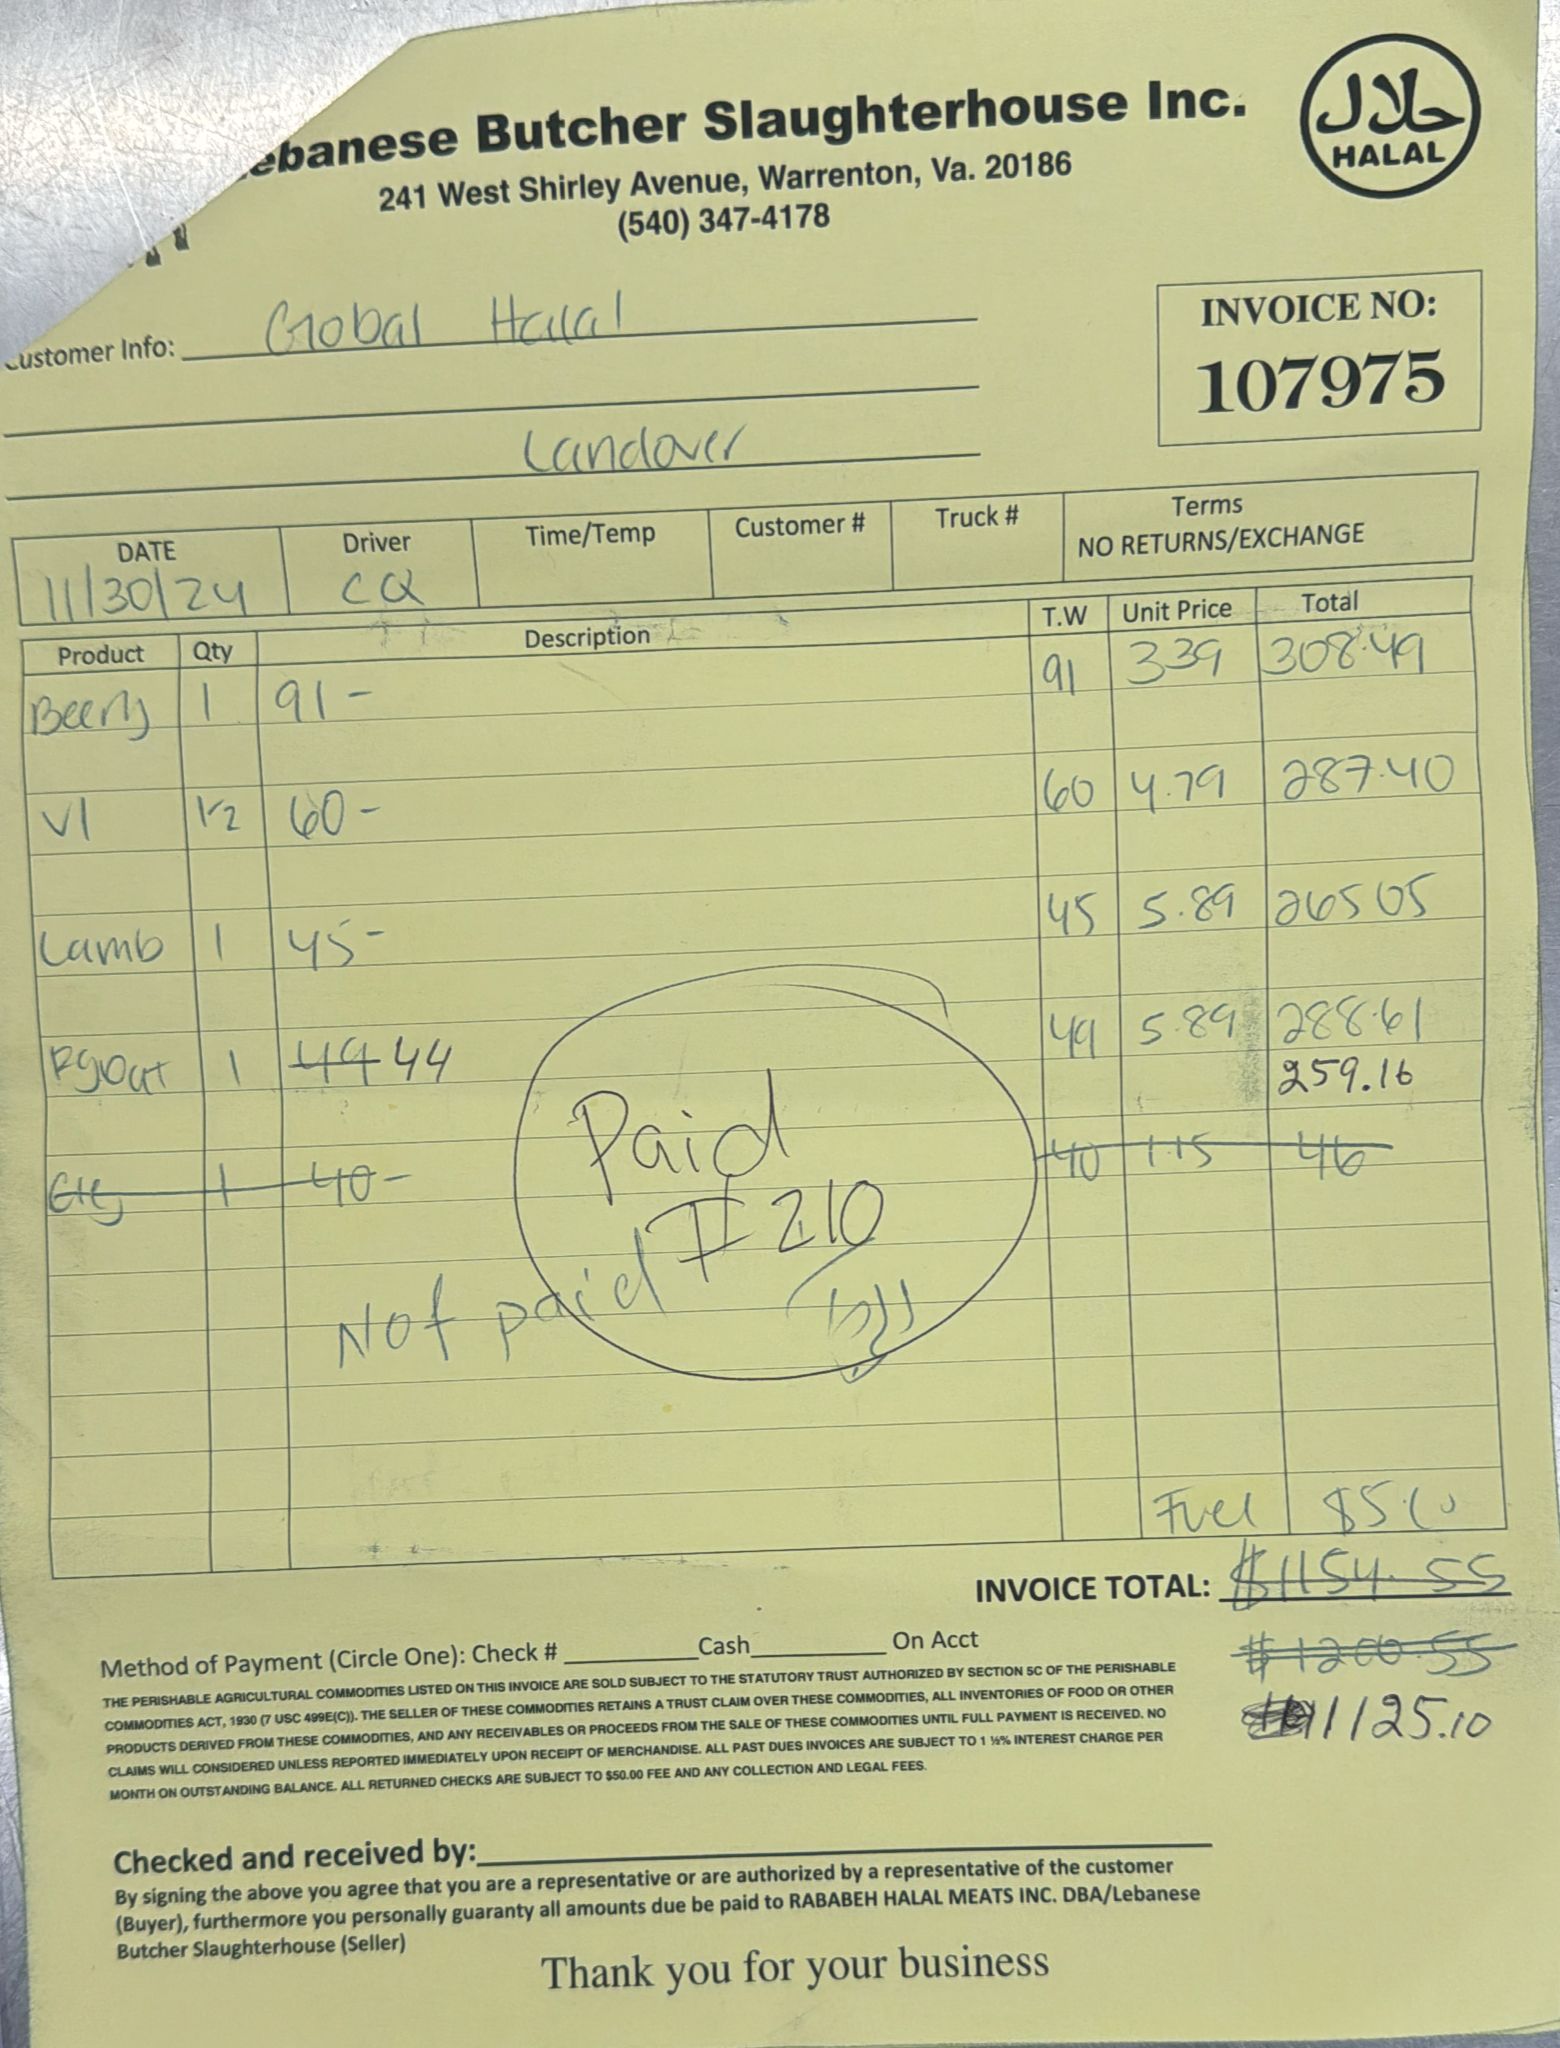 ebanese Butcher Slaughterhouse Inc.
241 West Shirley Avenue, Warrenton, Va. 20186
(540) 347-4178
حلال
HALAL
ustomer Info: Global Halal
Landover
INVOICE NO:
107975
DATE Driver Time/Temp Customer # Truck # Terms
NO RETURNS/EXCHANGE
11/30/24 CQ
Product Qty Description T.W Unit Price Total
1 91- 91 3.39 308.49
V1 1/2 60- 60 4.79 287.40
Lamb 1 45- 45 5.89 265.05
Rgoat 1 49 44 49 5.89 288.61
259.16
1 40- 40 1.15 46
Paid
#210
Not paid
Fuel $5.10
INVOICE TOTAL: $1154.55
$1200.55
1125.10
Method of Payment (Circle One): Check # Cash On Acct
THE PERISHABLE AGRICULTURAL COMMODITIES LISTED ON THIS INVOICE ARE SOLD SUBJECT TO THE STATUTORY TRUST AUTHORIZED BY SECTION 5C OF THE PERISHABLE
COMMODITIES ACT, 1930 (7 USC 499E(C)). THE SELLER OF THESE COMMODITIES RETAINS A TRUST CLAIM OVER THESE COMMODITIES, ALL INVENTORIES OF FOOD OR OTHER
PRODUCTS DERIVED FROM THESE COMMODITIES, AND ANY RECEIVABLES OR PROCEEDS FROM THE SALE OF THESE COMMODITIES UNTIL FULL PAYMENT IS RECEIVED. NO
CLAIMS WILL CONSIDERED UNLESS REPORTED IMMEDIATELY UPON RECEIPT OF MERCHANDISE. ALL PAST DUES INVOICES ARE SUBJECT TO 1 ½% INTEREST CHARGE PER
MONTH ON OUTSTANDING BALANCE. ALL RETURNED CHECKS ARE SUBJECT TO $50.00 FEE AND ANY COLLECTION AND LEGAL FEES.
Checked and received by:
By signing the above you agree that you are a representative or are authorized by a representative of the customer
(Buyer), furthermore you personally guaranty all amounts due be paid to RABABEH HALAL MEATS INC. DBA/Lebanese
Butcher Slaughterhouse (Seller)
Thank you for your business